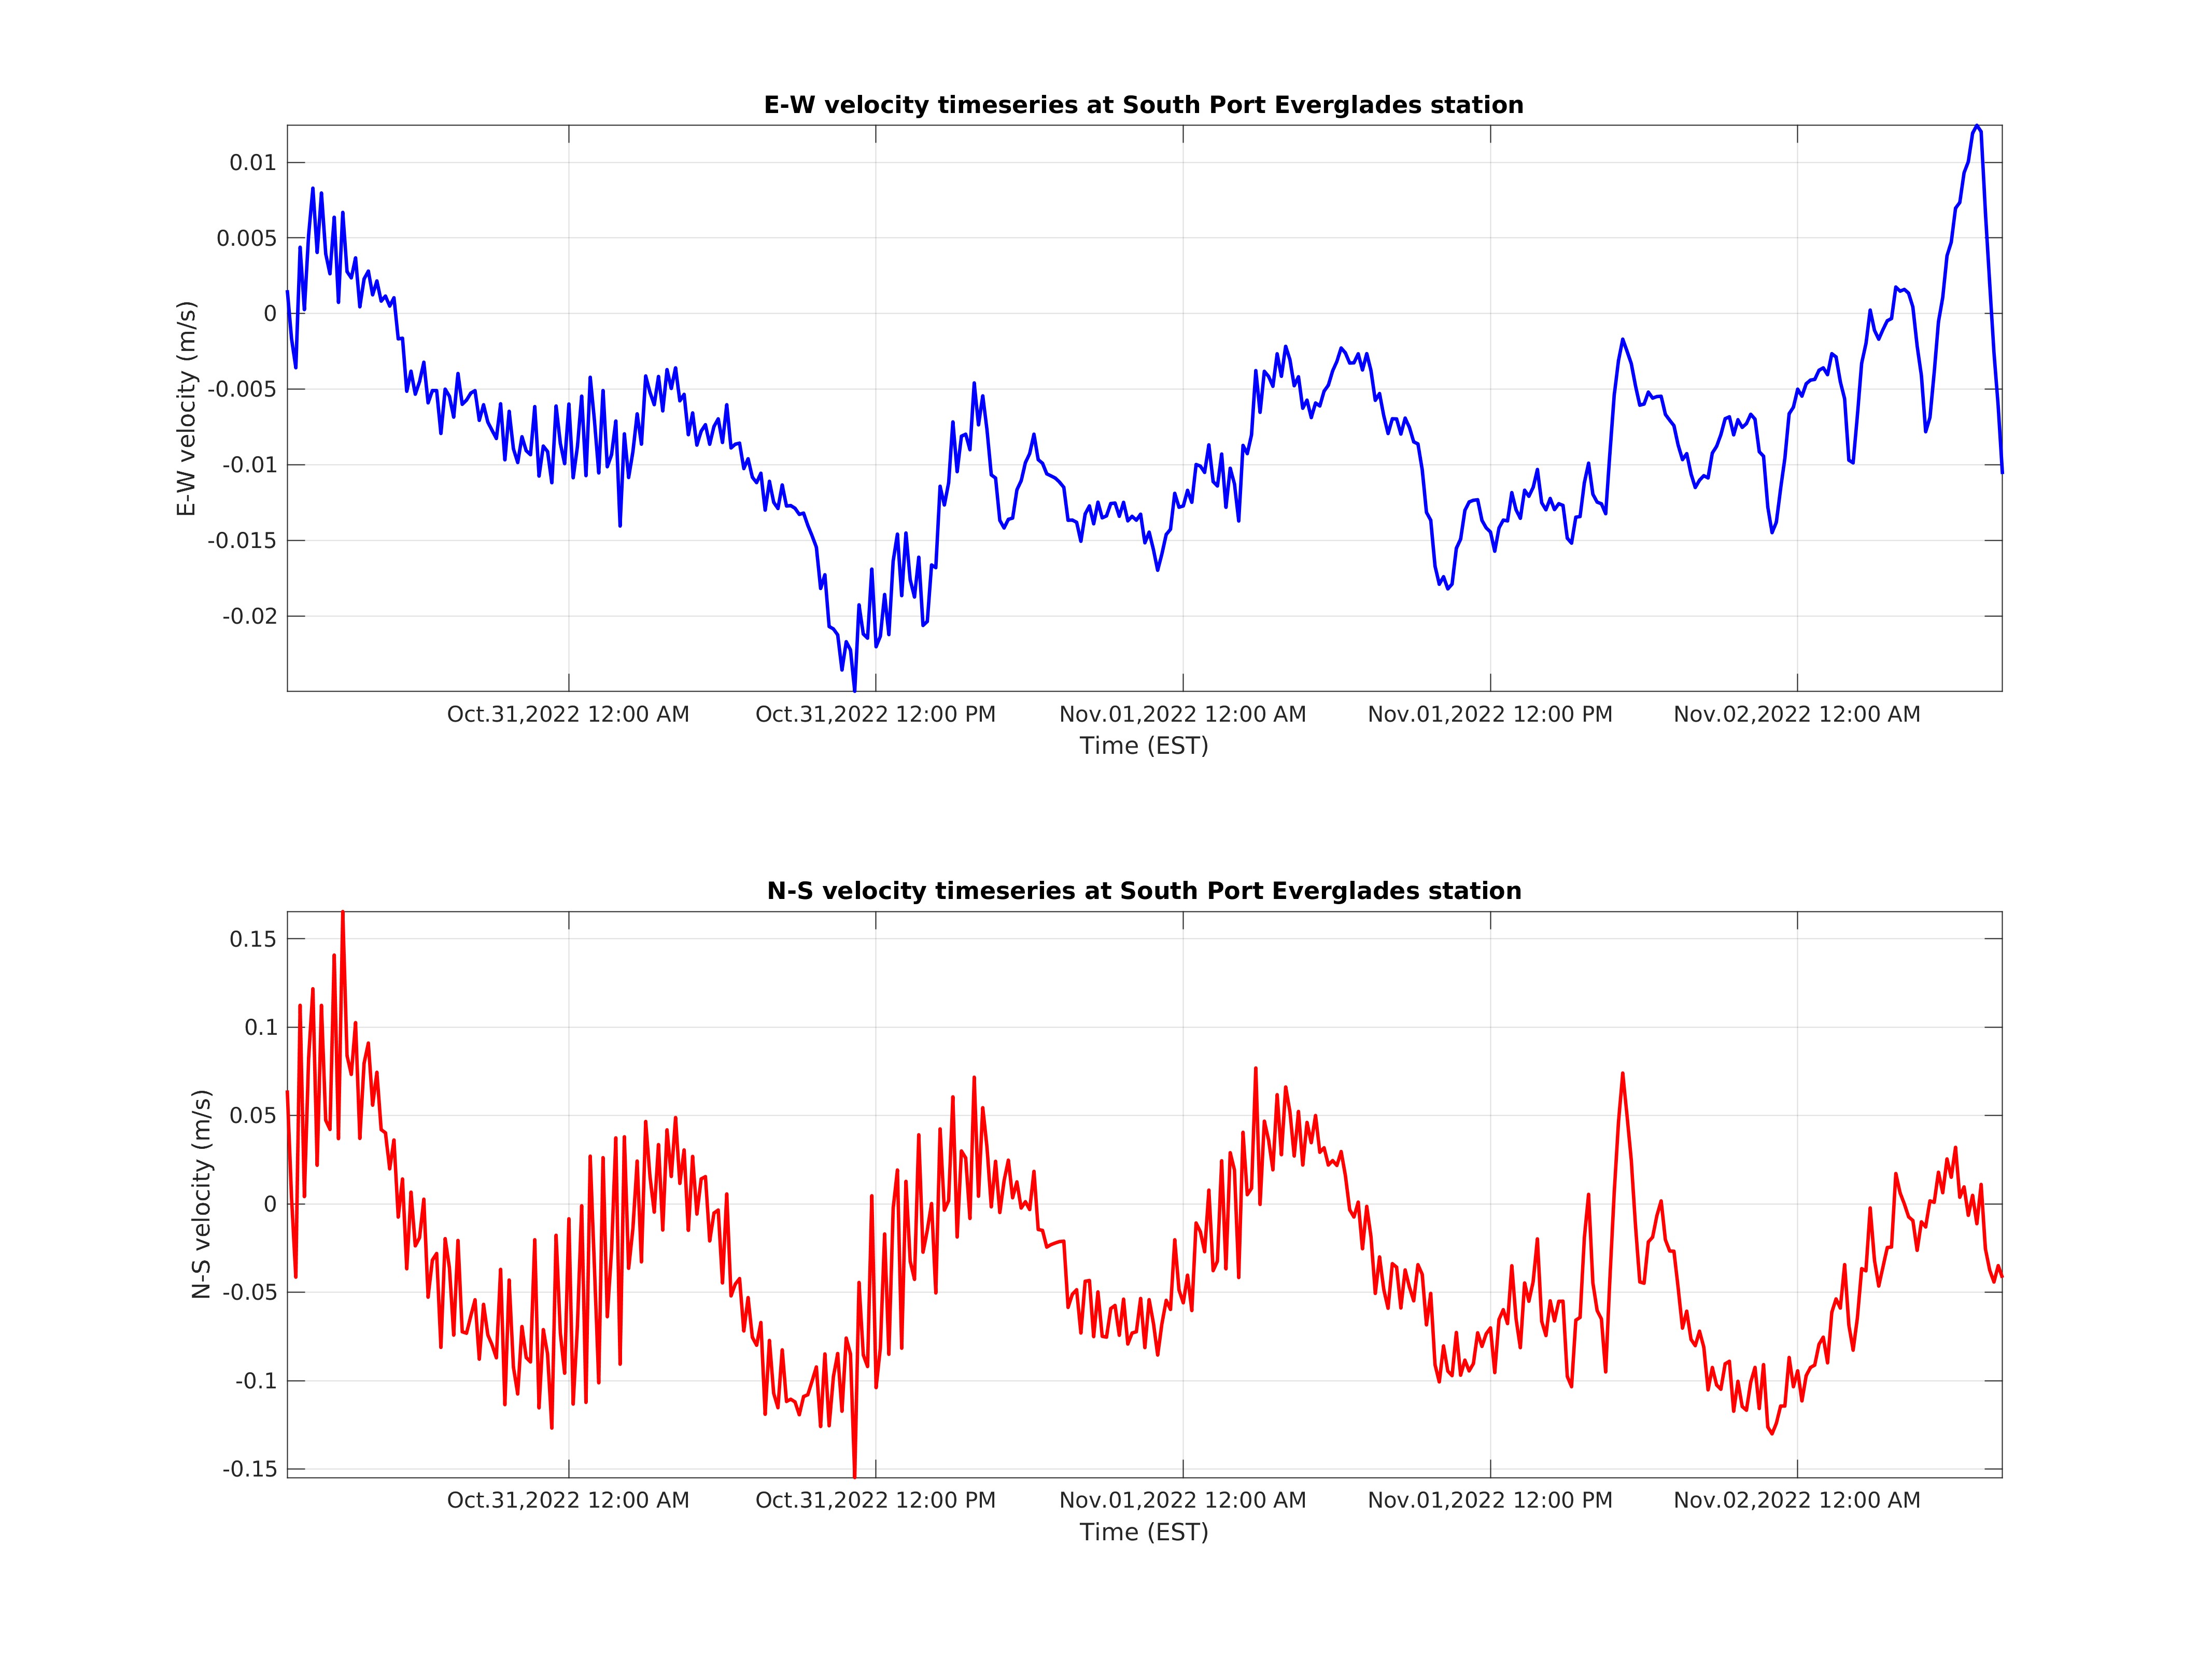 E-W velocity timeseries at South Port Everglades station
E-W velocity (m/s)
0.01
0.005
0
-0.005
-0.01
-0.015
-0.02
Oct.31,2022 12:00 AM
Oct.31,2022 12:00 PM
Nov.01,2022 12:00 AM
Nov.01,2022 12:00 PM
Nov.02,2022 12:00 AM
Time (EST)
N-S velocity timeseries at South Port Everglades station
N-S velocity (m/s)
0.15
0.1
0.05
0
-0.05
-0.1
-0.15
Oct.31,2022 12:00 AM
Oct.31,2022 12:00 PM
Nov.01,2022 12:00 AM
Nov.01,2022 12:00 PM
Nov.02,2022 12:00 AM
Time (EST)